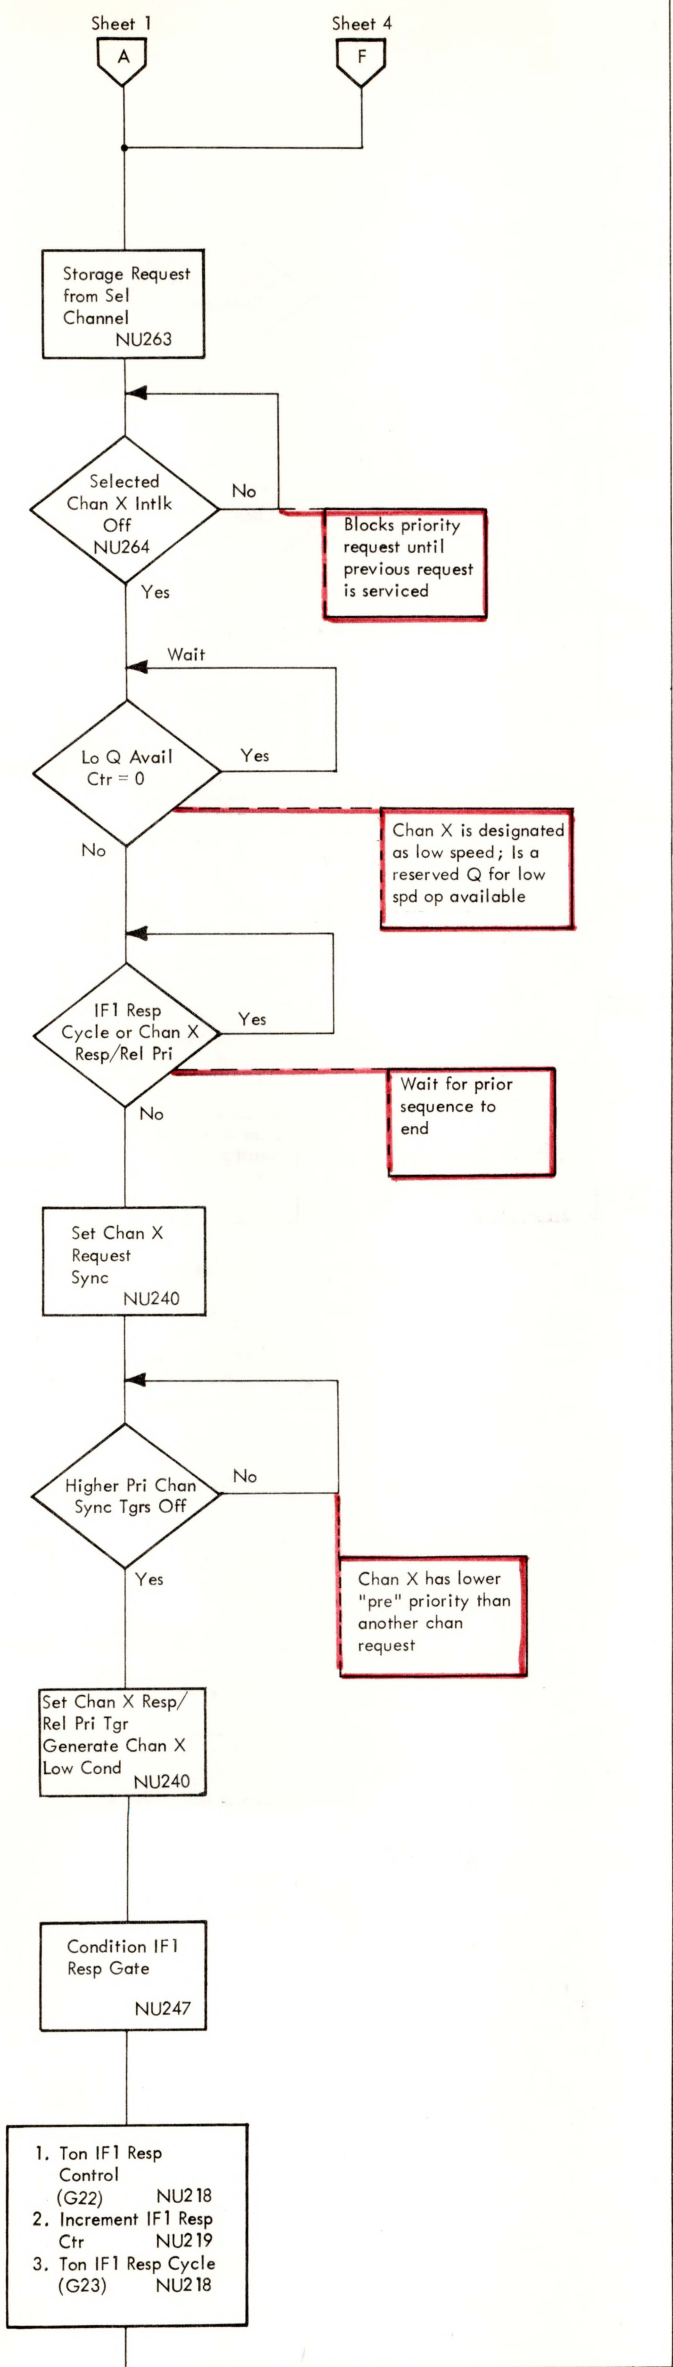 Sheet 1
Sheet 4
A
F
Storage Request
from Sel
Channel
NU263
Selected
Chan X Intlk
Off
NU264
No
Yes
Blocks priority
request until
previous request
is serviced
Wait
Lo Q Avail
Ctr = 0
Yes
No
Chan X is designated
as low speed; Is a
reserved Q for low
spd op available
IF1 Resp
Cycle or Chan X
Resp/Rel Pri
Yes
No
Wait for prior
sequence to
end
Set Chan X
Request
Sync
NU240
Higher Pri Chan
Sync Tgrs Off
No
Yes
Chan X has lower
"pre" priority than
another chan
request
Set Chan X Resp/
Rel Pri Tgr
Generate Chan X
Low Cond
NU240
Condition IF1
Resp Gate
NU247
1. Ton IF1 Resp
Control
(G22) NU218
2. Increment IF1 Resp
Ctr NU219
3. Ton IF1 Resp Cycle
(G23) NU218